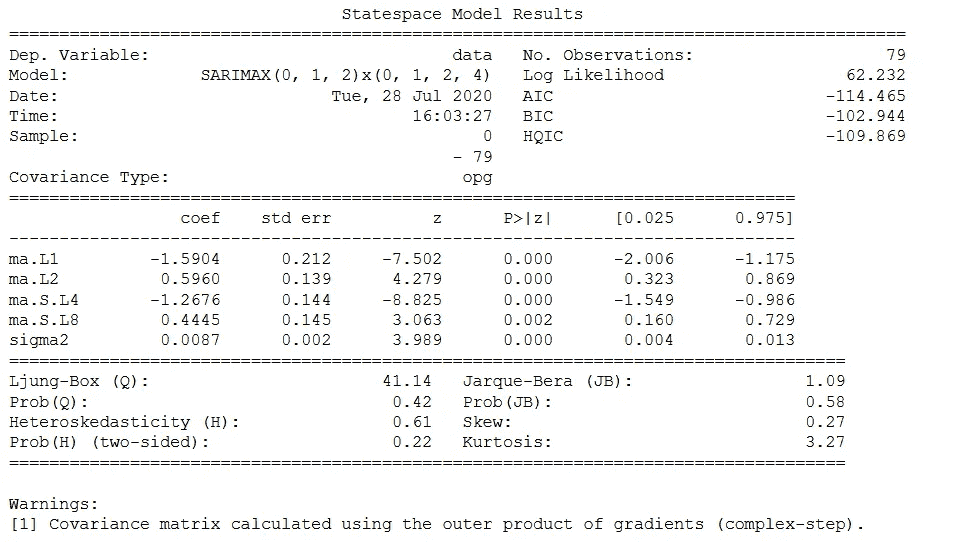 Statespace Model Results
==============================================================================================
Dep. Variable: data No. Observations: 79
Model: SARIMAX(0, 1, 2)x(0, 1, 2, 4) Log Likelihood 62.232
Date: Tue, 28 Jul 2020 AIC -114.465
Time: 16:03:27 BIC -102.944
Sample: 0 HQIC -109.869
- 79
Covariance Type: opg
==============================================================================
coef std err z P>|z| [0.025 0.975]
------------------------------------------------------------------------------
ma.L1 -1.5904 0.212 -7.502 0.000 -2.006 -1.175
ma.L2 0.5960 0.139 4.279 0.000 0.323 0.869
ma.S.L4 -1.2676 0.144 -8.825 0.000 -1.549 -0.986
ma.S.L8 0.4445 0.145 3.063 0.002 0.160 0.729
sigma2 0.0087 0.002 3.989 0.000 0.004 0.013
===================================================================================
Ljung-Box (Q): 41.14 Jarque-Bera (JB): 1.09
Prob(Q): 0.42 Prob(JB): 0.58
Heteroskedasticity (H): 0.61 Skew: 0.27
Prob(H) (two-sided): 0.22 Kurtosis: 3.27
===================================================================================
Warnings:
[1] Covariance matrix calculated using the outer product of gradients (complex-step).